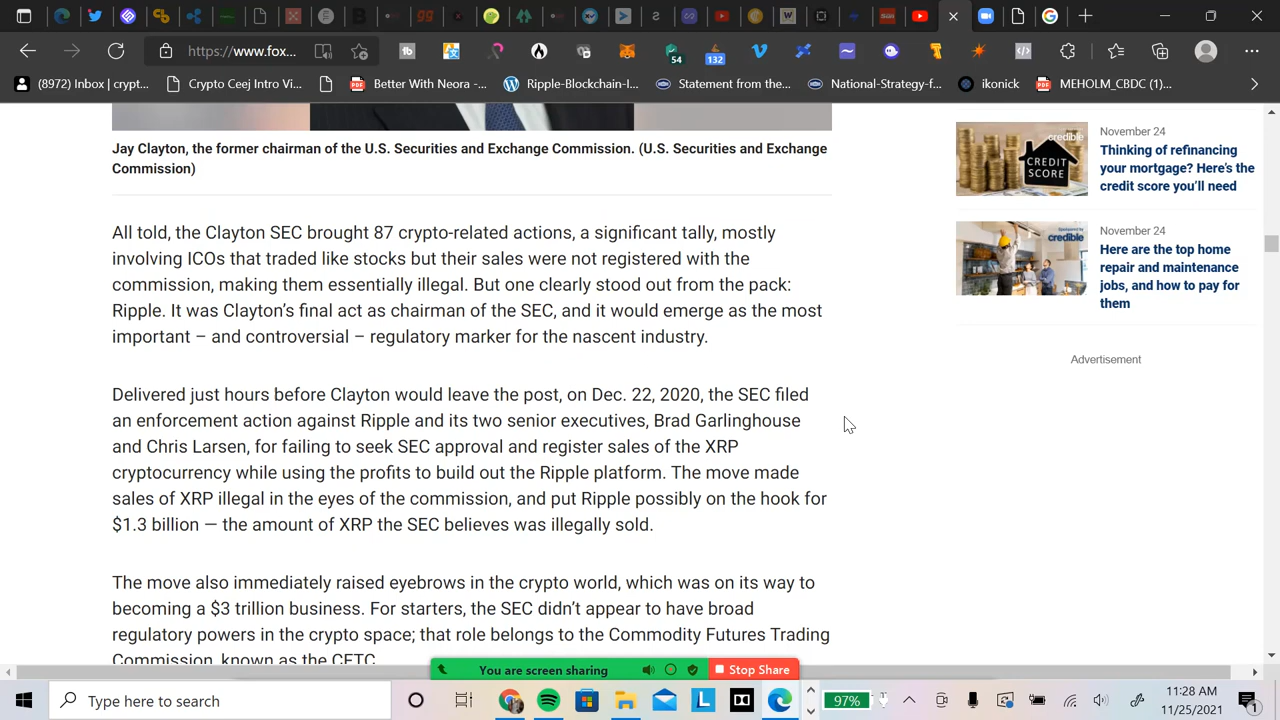 https://www.fox...
54
132
(8972) Inbox | crypt...
Crypto Ceej Intro Vi...
PDF
Better With Neora -...
Ripple-Blockchain-I...
Statement from the...
National-Strategy-f...
ikonick
PDF
MEHOLM_CBDC (1)...
Jay Clayton, the former chairman of the U.S. Securities and Exchange Commission. (U.S. Securities and Exchange
Commission)
All told, the Clayton SEC brought 87 crypto-related actions, a significant tally, mostly
involving ICOs that traded like stocks but their sales were not registered with the
commission, making them essentially illegal. But one clearly stood out from the pack:
Ripple. It was Clayton's final act as chairman of the SEC, and it would emerge as the most
important – and controversial – regulatory marker for the nascent industry.
Delivered just hours before Clayton would leave the post, on Dec. 22, 2020, the SEC filed
an enforcement action against Ripple and its two senior executives, Brad Garlinghouse
and Chris Larsen, for failing to seek SEC approval and register sales of the XRP
cryptocurrency while using the profits to build out the Ripple platform. The move made
sales of XRP illegal in the eyes of the commission, and put Ripple possibly on the hook for
$1.3 billion — the amount of XRP the SEC believes was illegally sold.
The move also immediately raised eyebrows in the crypto world, which was on its way to
becoming a $3 trillion business. For starters, the SEC didn't appear to have broad
regulatory powers in the crypto space; that role belongs to the Commodity Futures Trading
Commission, known as the CFTC.
credible
CREDIT
SCORE
November 24
Thinking of refinancing
your mortgage? Here's the
credit score you'll need
credible
November 24
Here are the top home
repair and maintenance
jobs, and how to pay for
them
Advertisement
You are screen sharing
Stop Share
Type here to search
97%
11:28 AM
11/25/2021
1